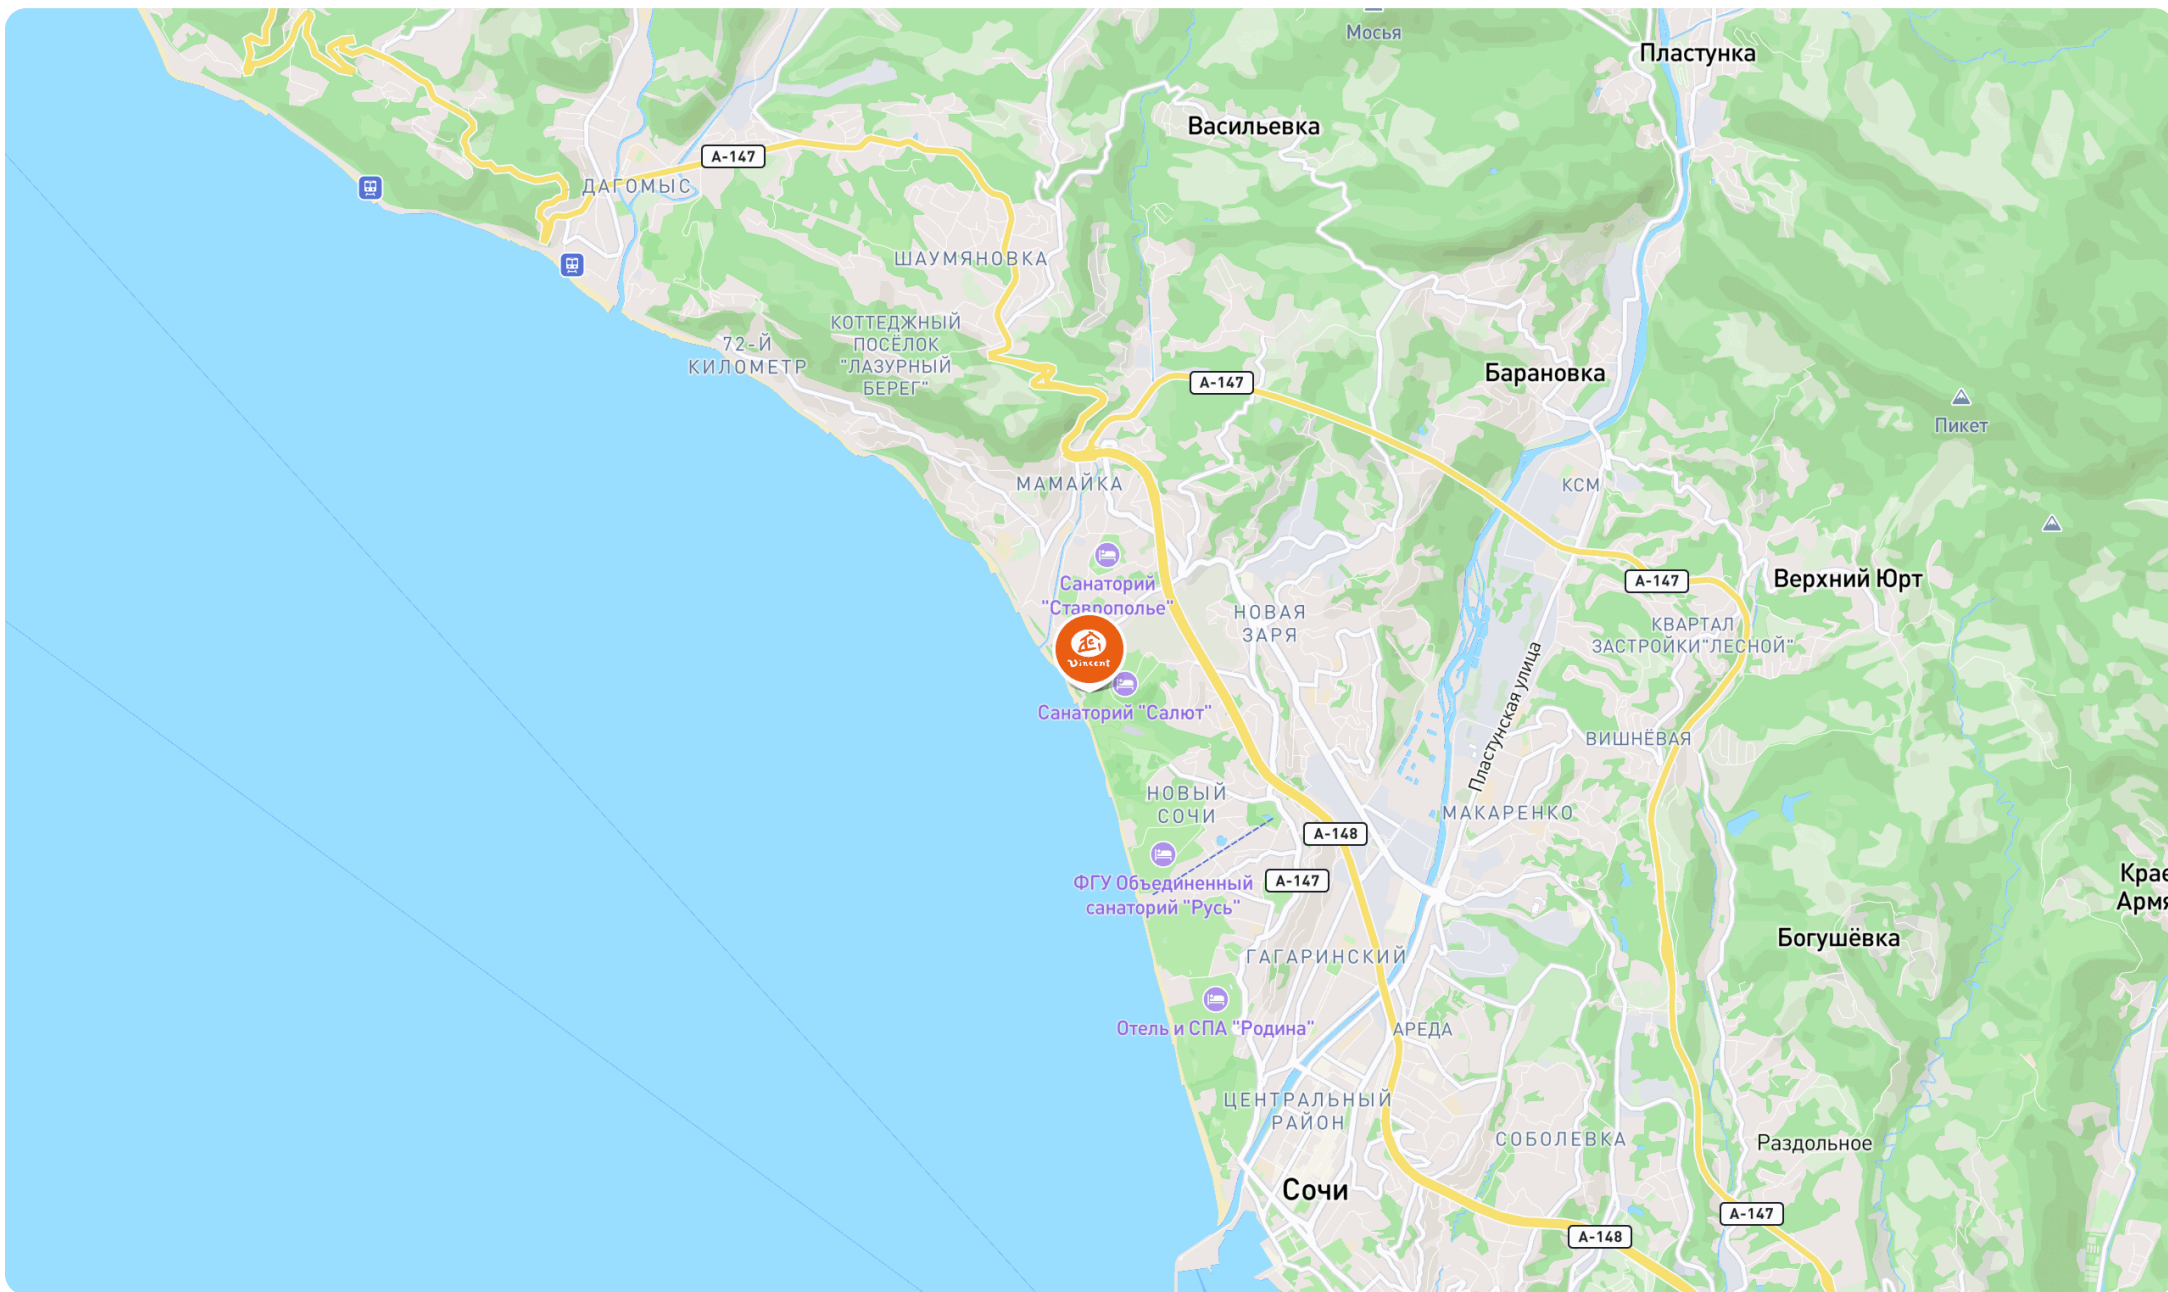 Мосья
Пластунка
Васильевка
А-147
ДАГОМЫС
ШАУМЯНОВКА
КОТТЕДЖНЫЙ
ПОСЁЛОК
"ЛАЗУРНЫЙ
БЕРЕГ"
72-Й
КИЛОМЕТР
А-147
Барановка
Пикет
МАМАЙКА
КСМ
Санаторий
"Ставрополье"
А-147
Верхний Юрт
НОВАЯ
ЗАРЯ
КВАРТАЛ
ЗАСТРОЙКИ"ЛЕСНОЙ"
Vincent
Санаторий "Салют"
Пластунская улица
ВИШНЁВАЯ
НОВЫЙ
СОЧИ
МАКАРЕНКО
А-148
А-147
ФГУ Объединенный
санаторий "Русь"
Крае
Армя
Богушёвка
ГАГАРИНСКИЙ
Отель и СПА "Родина"
АРЕДА
ЦЕНТРАЛЬНЫЙ
РАЙОН
СОБОЛЕВКА
Раздольное
Сочи
А-147
А-148